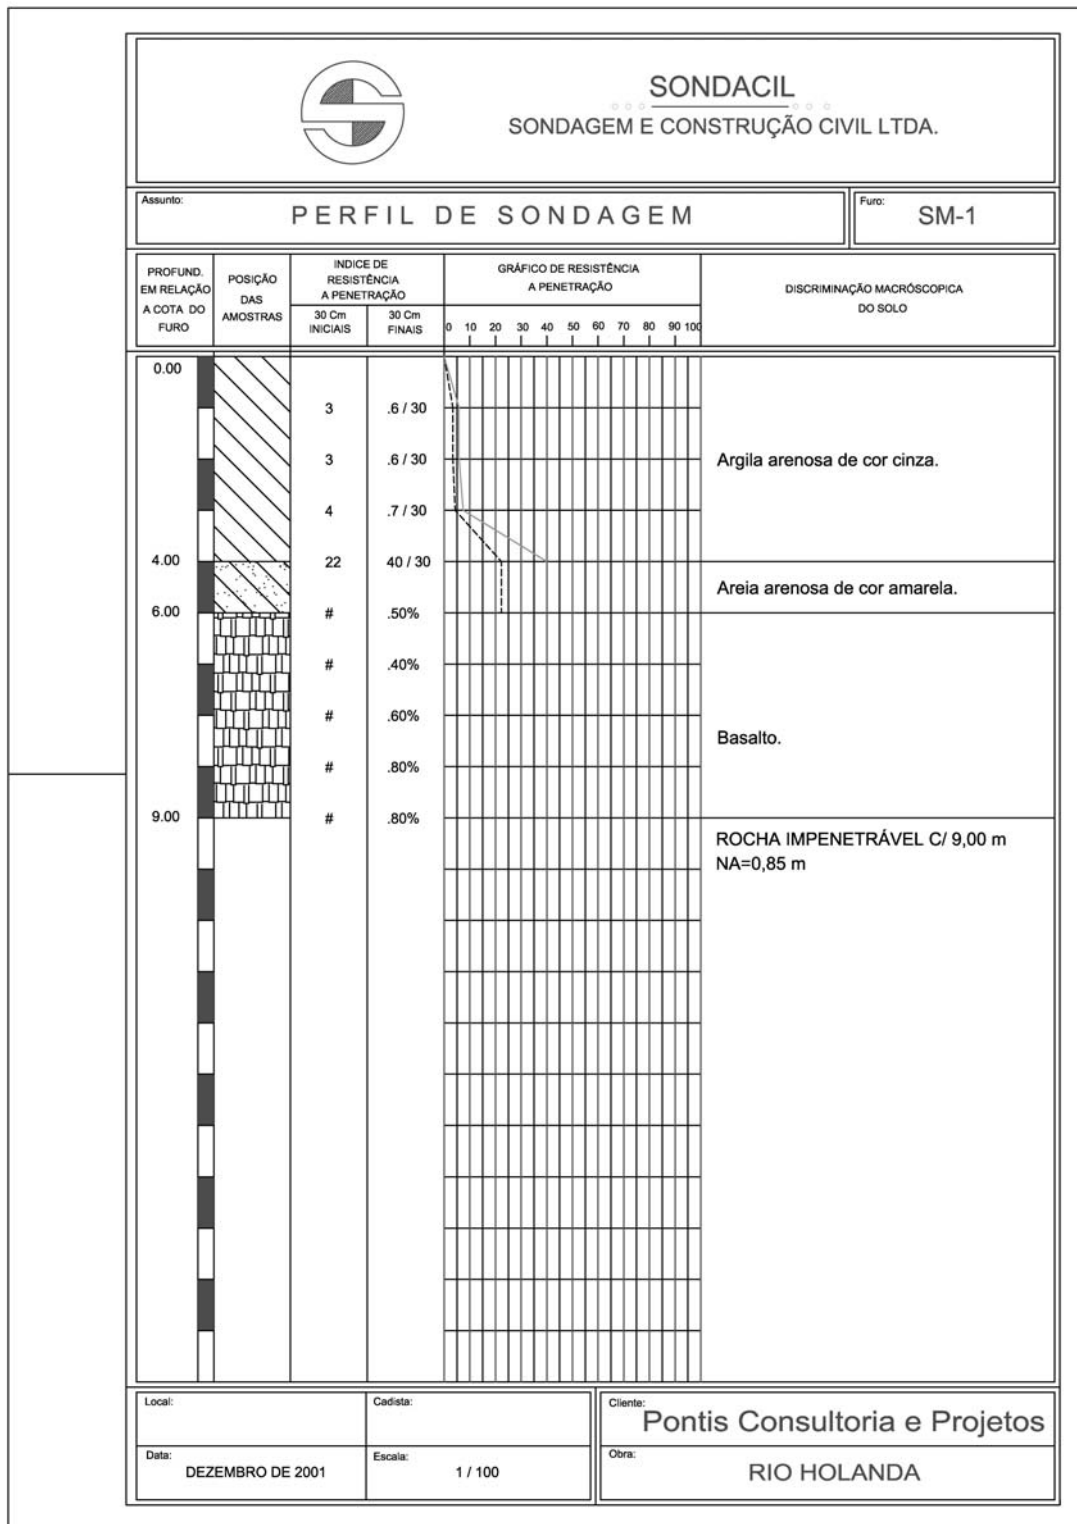 SONDACIL
SONDAGEM E CONSTRUÇÃO CIVIL LTDA.
Assunto:
PERFIL DE SONDAGEM
Furo:
SM-1
PROFUND.
EM RELAÇÃO
A COTA DO
FURO
POSIÇÃO
DAS
AMOSTRAS
INDICE DE
RESISTÊNCIA
A PENETRAÇÃO
30 Cm
INICIAIS
30 Cm
FINAIS
GRÁFICO DE RESISTÊNCIA
A PENETRAÇÃO
0 10 20 30 40 50 60 70 80 90 100
DISCRIMINAÇÃO MACRÓSCOPICA
DO SOLO
0.00
3 .6 / 30
3 .6 / 30
Argila arenosa de cor cinza.
4 .7 / 30
4.00 22 40 / 30
Areia arenosa de cor amarela.
6.00 # .50%
# .40%
# .60%
Basalto.
# .80%
9.00 # .80%
ROCHA IMPENETRÁVEL C/ 9,00 m
NA=0,85 m
Local:
Cadista:
Cliente:
Pontis Consultoria e Projetos
Data:
DEZEMBRO DE 2001
Escala:
1 / 100
Obra:
RIO HOLANDA